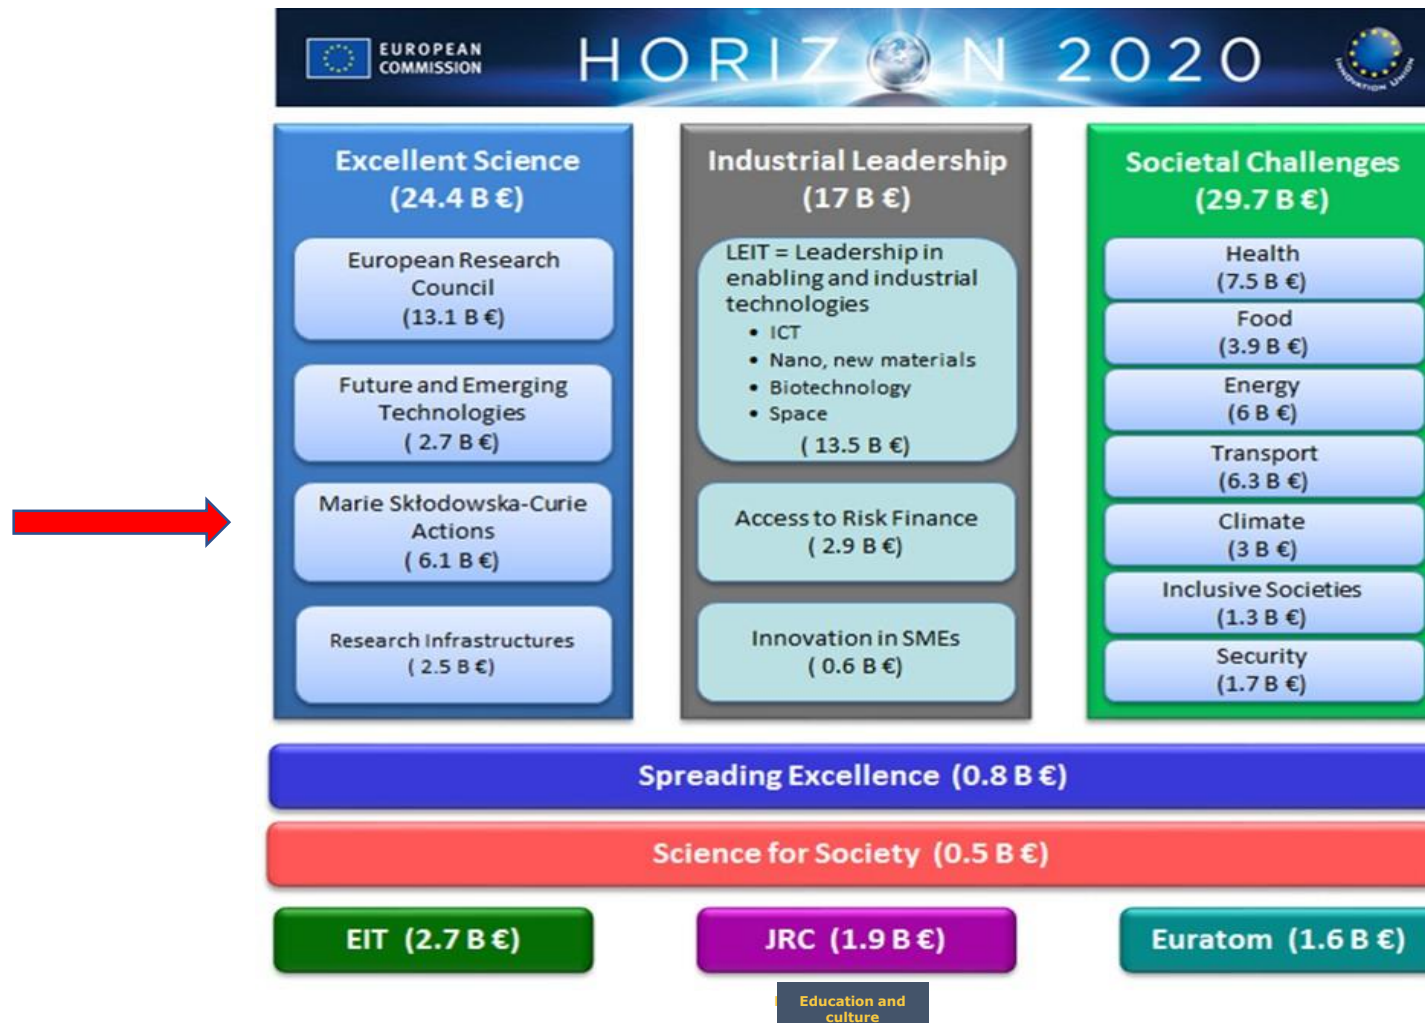 EUROPEAN
COMMISSION
HORIZON 2020
INNOVATION UNION
Excellent Science
(24.4 B €)
European Research
Council
(13.1 B €)
Future and Emerging
Technologies
( 2.7 B €)
Marie Skłodowska-Curie
Actions
( 6.1 B €)
Research Infrastructures
( 2.5 B €)
Industrial Leadership
(17 B €)
LEIT = Leadership in
enabling and industrial
technologies
• ICT
• Nano, new materials
• Biotechnology
• Space
( 13.5 B €)
Access to Risk Finance
( 2.9 B €)
Innovation in SMEs
( 0.6 B €)
Societal Challenges
(29.7 B €)
Health
(7.5 B €)
Food
(3.9 B €)
Energy
(6 B €)
Transport
(6.3 B €)
Climate
(3 B €)
Inclusive Societies
(1.3 B €)
Security
(1.7 B €)
Spreading Excellence (0.8 B €)
Science for Society (0.5 B €)
EIT (2.7 B €)
JRC (1.9 B €)
Euratom (1.6 B €)
Education and
culture